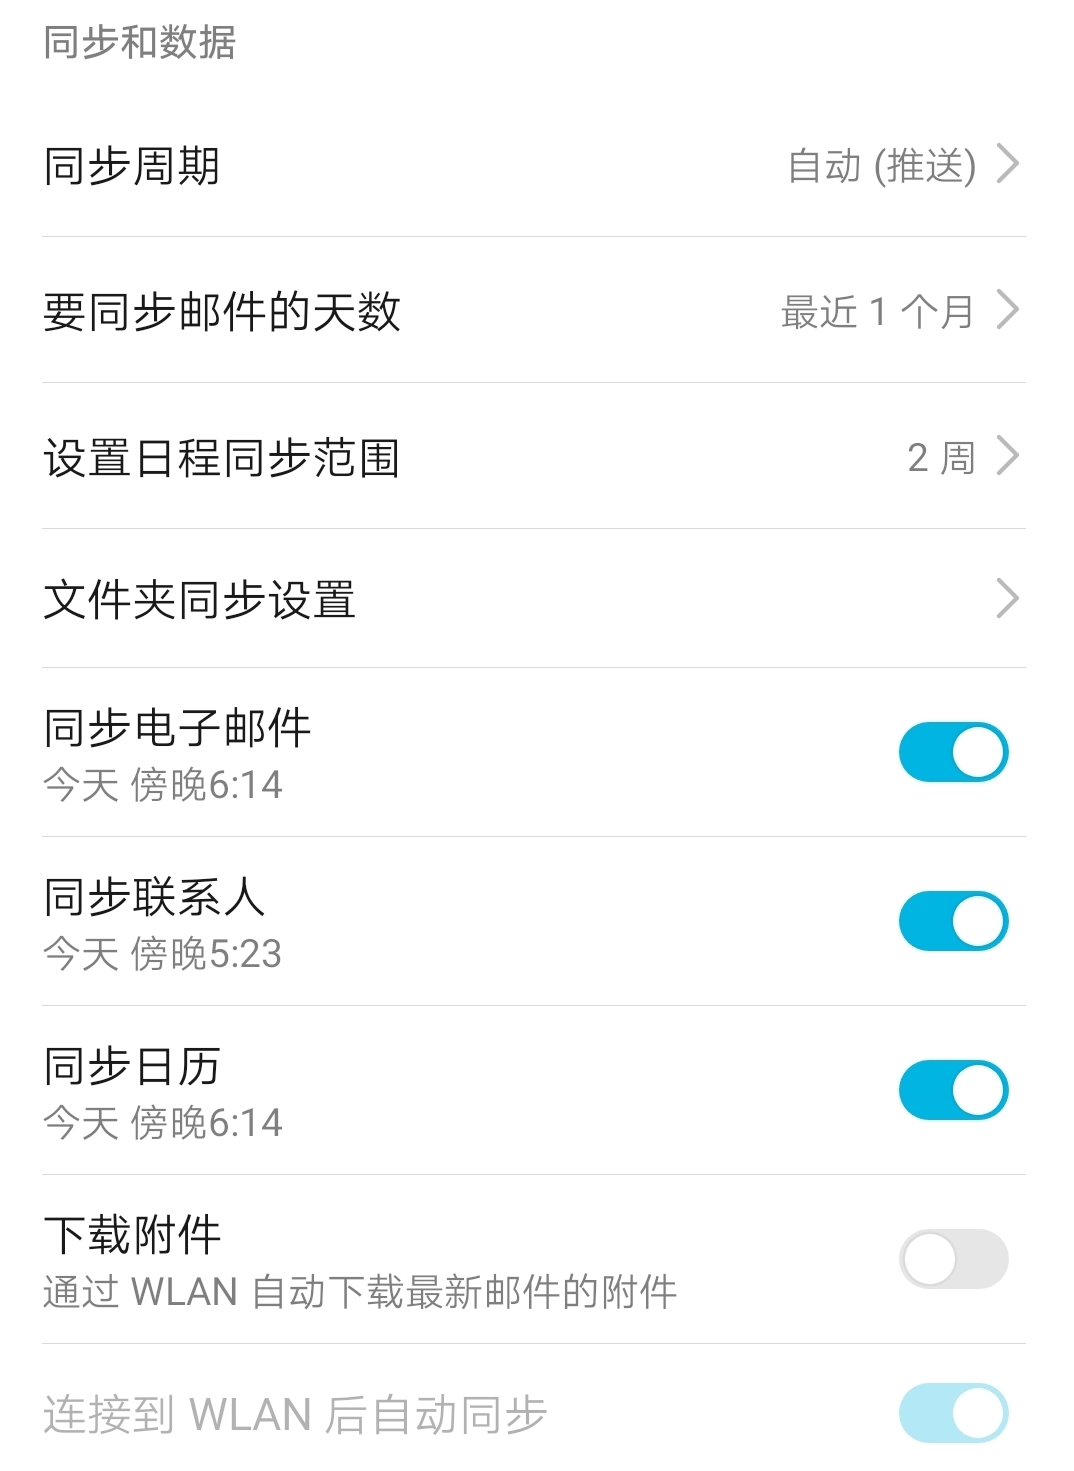 同步和数据
同步周期
自动 (推送)
要同步邮件的天数
最近 1 个月
设置日程同步范围
2 周
文件夹同步设置
同步电子邮件
今天 傍晚6:14
同步联系人
今天 傍晚5:23
同步日历
今天 傍晚6:14
下载附件
通过 WLAN 自动下载最新邮件的附件
连接到 WLAN 后自动同步